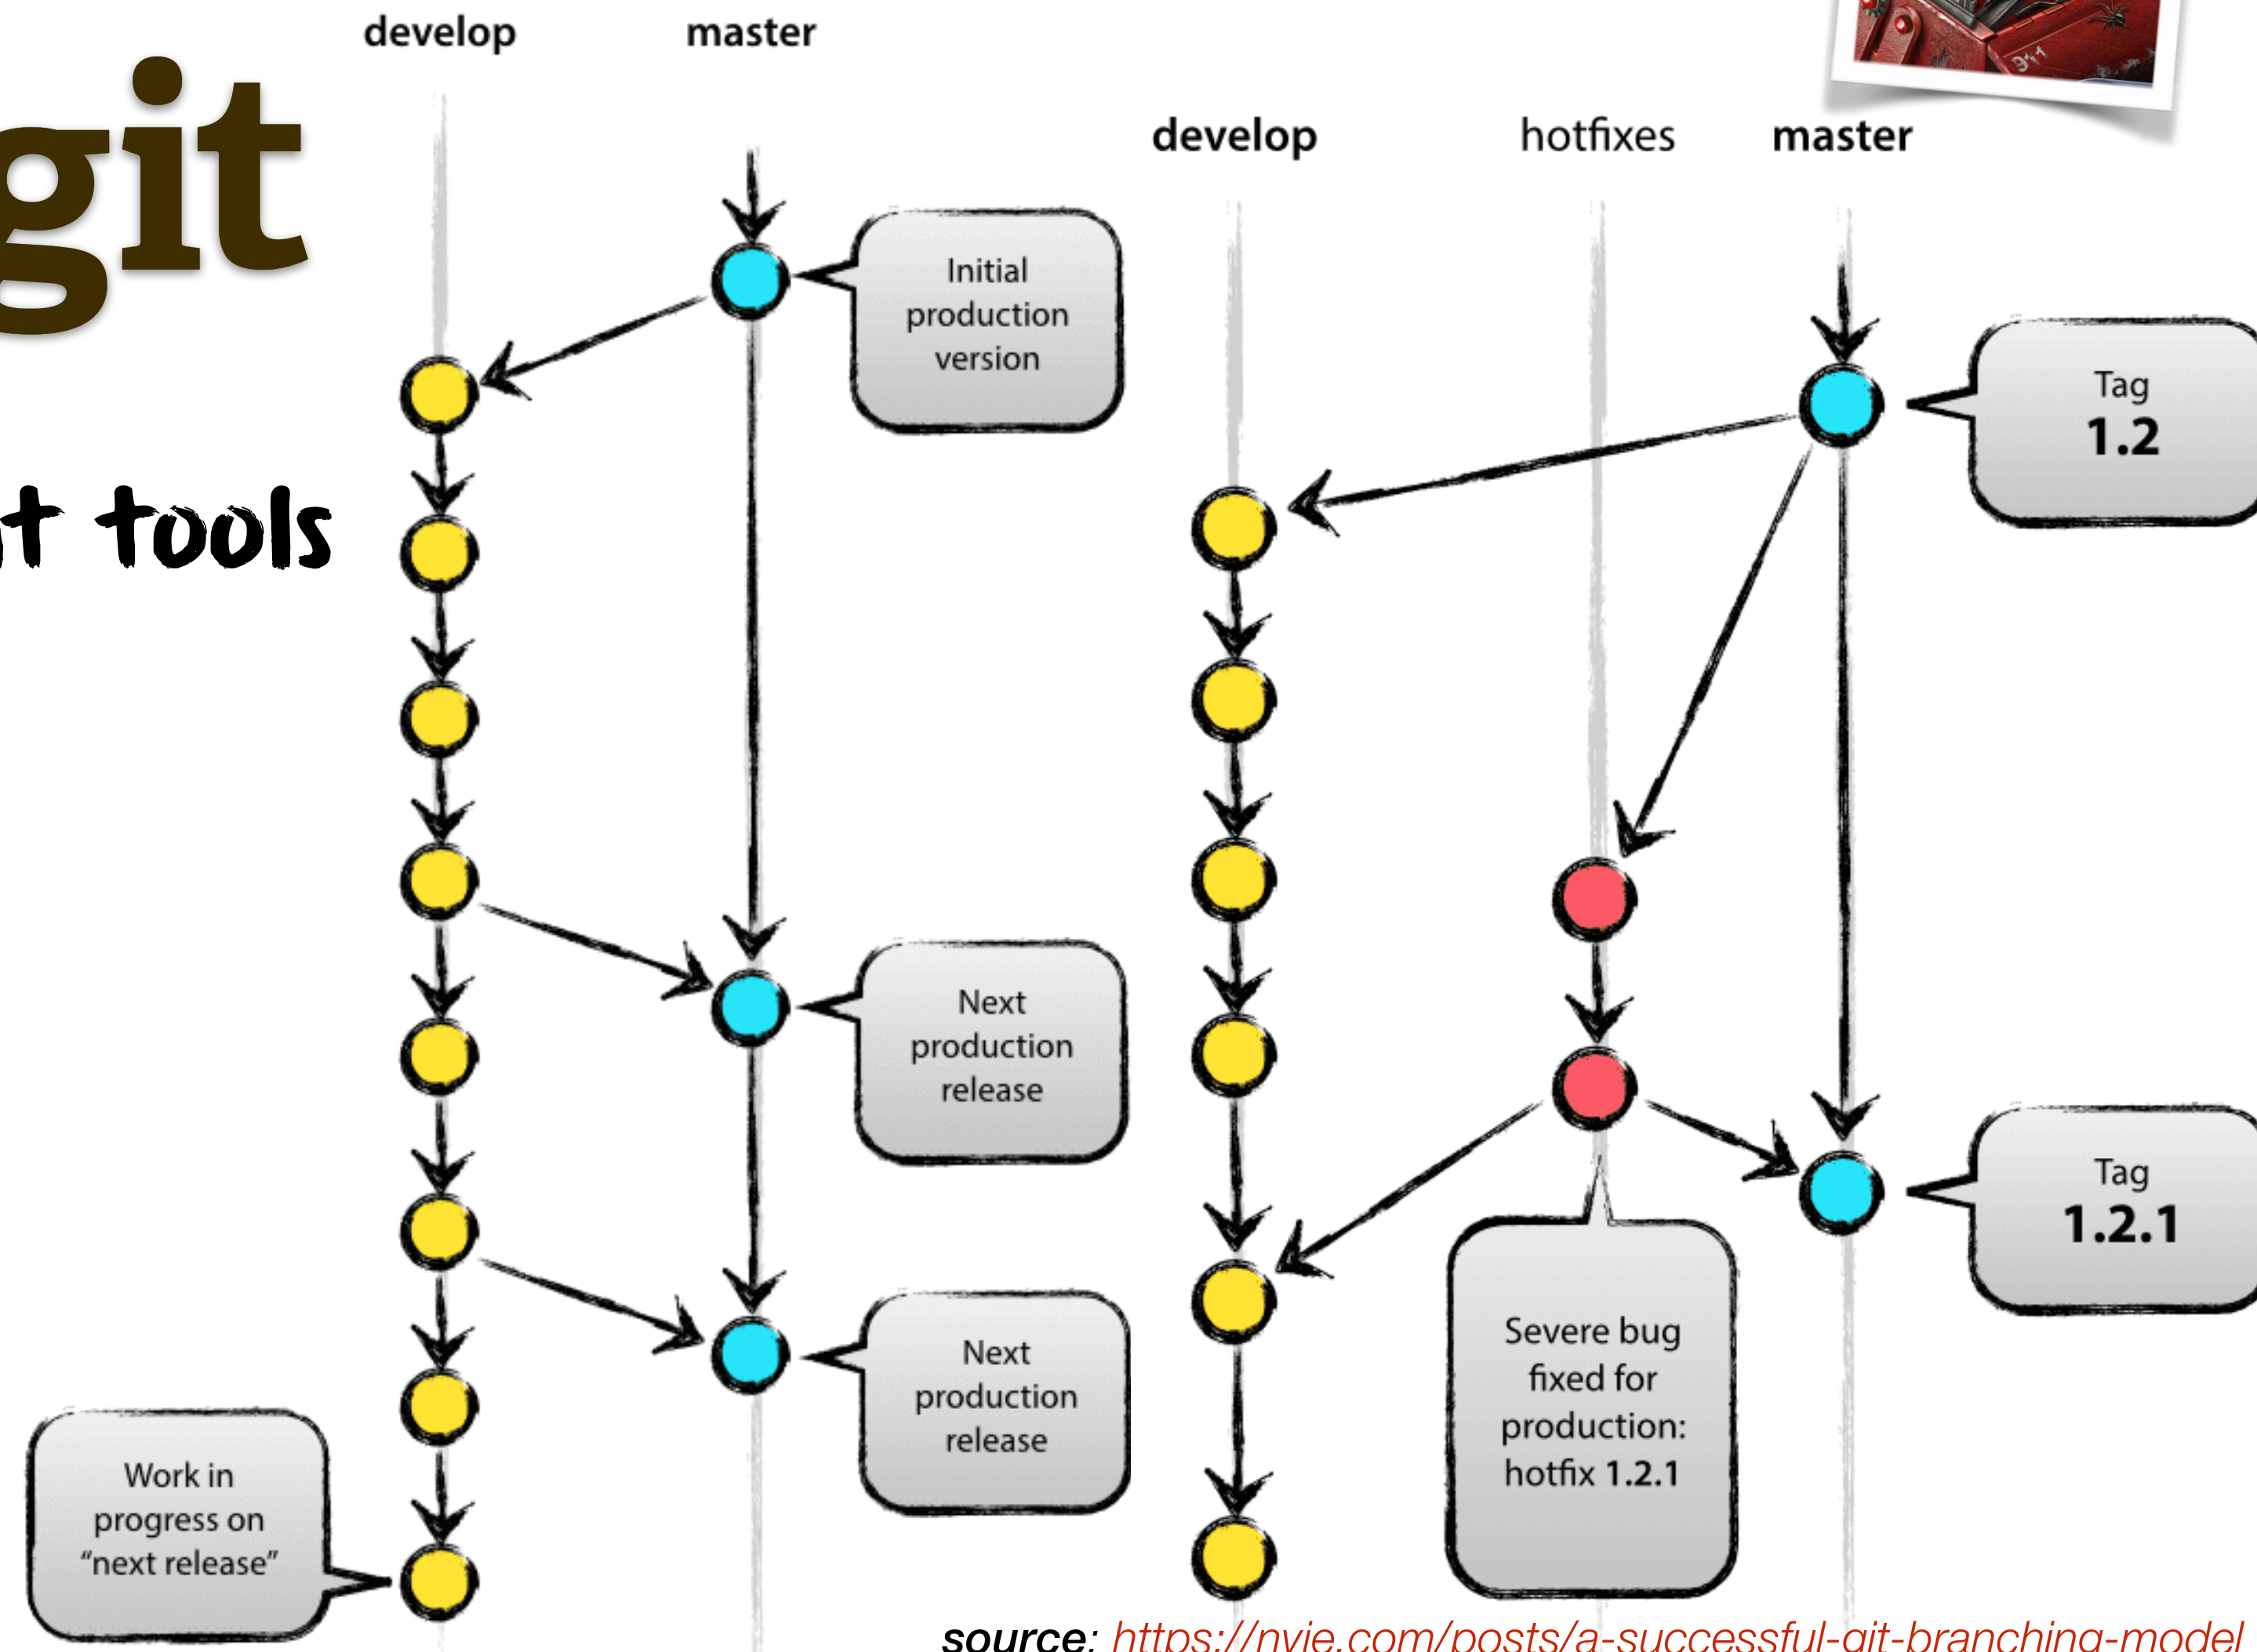 develop
master
git
tools
Initial
production
version
Next
production
release
Next
production
release
Work in
progress on
“next release”
develop
hotfixes
master
Tag
1.2
Tag
1.2.1
Severe bug
fixed for
production:
hotfix 1.2.1
source: https://nvie.com/posts/a-successful-git-branching-model